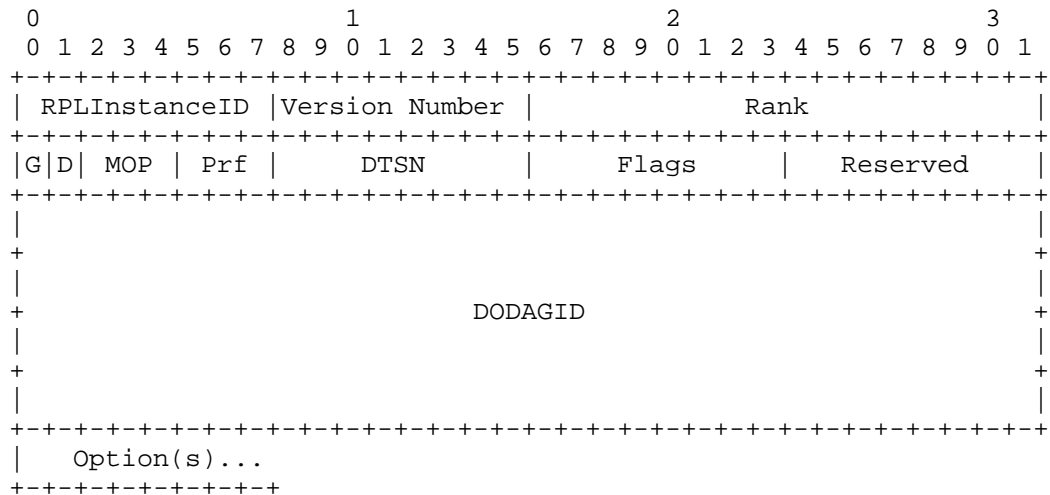 0                   1                   2                   3
 0 1 2 3 4 5 6 7 8 9 0 1 2 3 4 5 6 7 8 9 0 1 2 3 4 5 6 7 8 9 0 1
+-+-+-+-+-+-+-+-+-+-+-+-+-+-+-+-+-+-+-+-+-+-+-+-+-+-+-+-+-+-+-+-+
| RPLInstanceID |Version Number |             Rank              |
+-+-+-+-+-+-+-+-+-+-+-+-+-+-+-+-+-+-+-+-+-+-+-+-+-+-+-+-+-+-+-+-+
|G|D| MOP | Prf |     DTSN      |     Flags     |   Reserved    |
+-+-+-+-+-+-+-+-+-+-+-+-+-+-+-+-+-+-+-+-+-+-+-+-+-+-+-+-+-+-+-+-+
|                                                               |
+                                                               +
|                                                               |
+                            DODAGID                            +
|                                                               |
+                                                               +
|                                                               |
+-+-+-+-+-+-+-+-+-+-+-+-+-+-+-+-+-+-+-+-+-+-+-+-+-+-+-+-+-+-+-+-+
|   Option(s)...
+-+-+-+-+-+-+-+-+